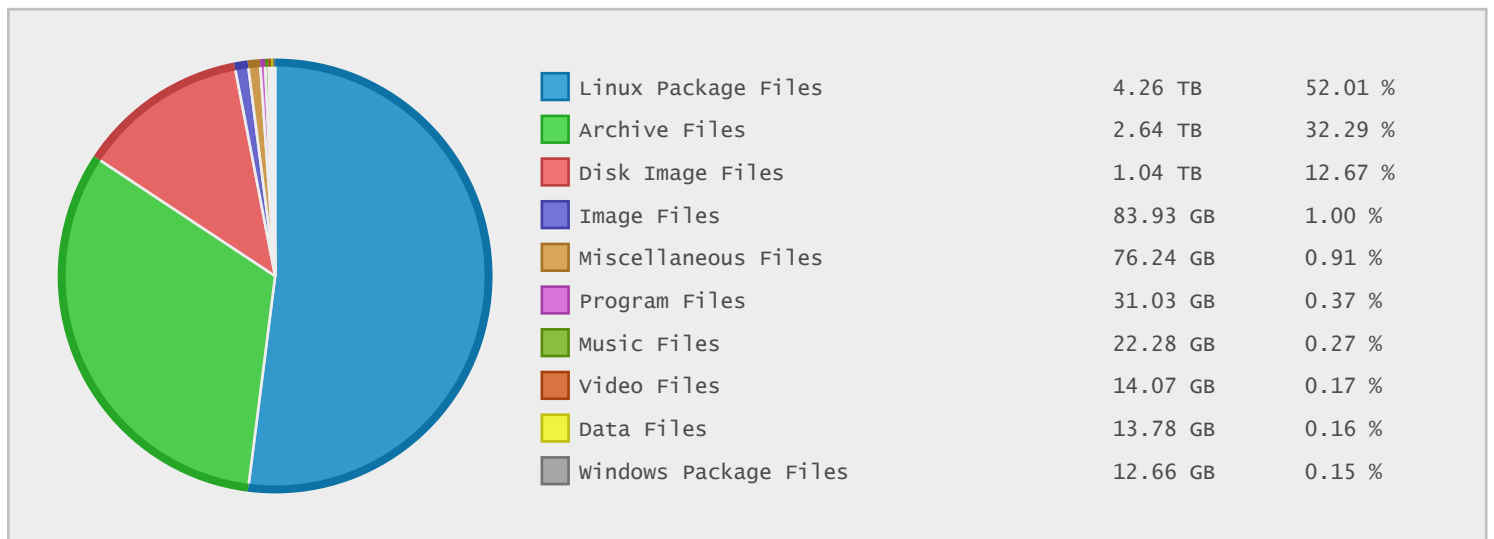 Linux Package Files 4.26 TB 52.01 %
Archive Files 2.64 TB 32.29 %
Disk Image Files 1.04 TB 12.67 %
Image Files 83.93 GB 1.00 %
Miscellaneous Files 76.24 GB 0.91 %
Program Files 31.03 GB 0.37 %
Music Files 22.28 GB 0.27 %
Video Files 14.07 GB 0.17 %
Data Files 13.78 GB 0.16 %
Windows Package Files 12.66 GB 0.15 %